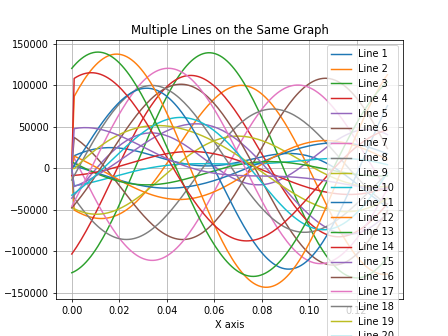 Multiple Lines on the Same Graph
150000
100000
50000
0
−50000
−100000
−150000
0.00
0.02
0.04
0.06
0.08
0.10
X axis
Line 1
Line 2
Line 3
Line 4
Line 5
Line 6
Line 7
Line 8
Line 9
Line 10
Line 11
Line 12
Line 13
Line 14
Line 15
Line 16
Line 17
Line 18
Line 19
Line 20